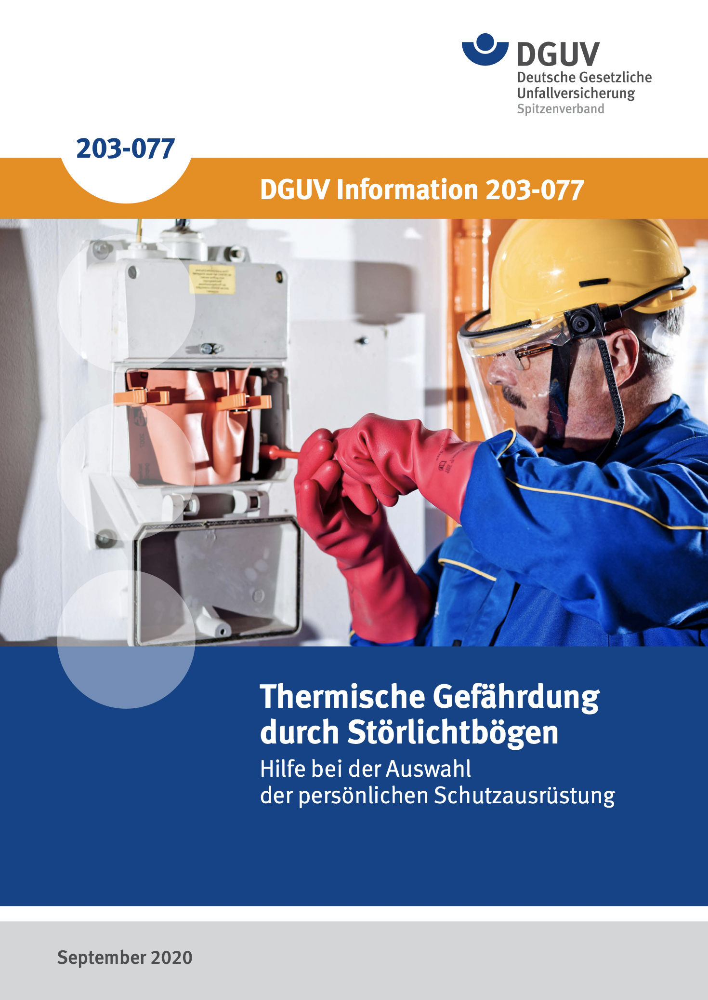 DGUV
Deutsche Gesetzliche
Unfallversicherung
Spitzenverband
203-077
DGUV Information 203-077
Thermische Gefährdung
durch Störlichtbögen
Hilfe bei der Auswahl
der persönlichen Schutzausrüstung
September 2020